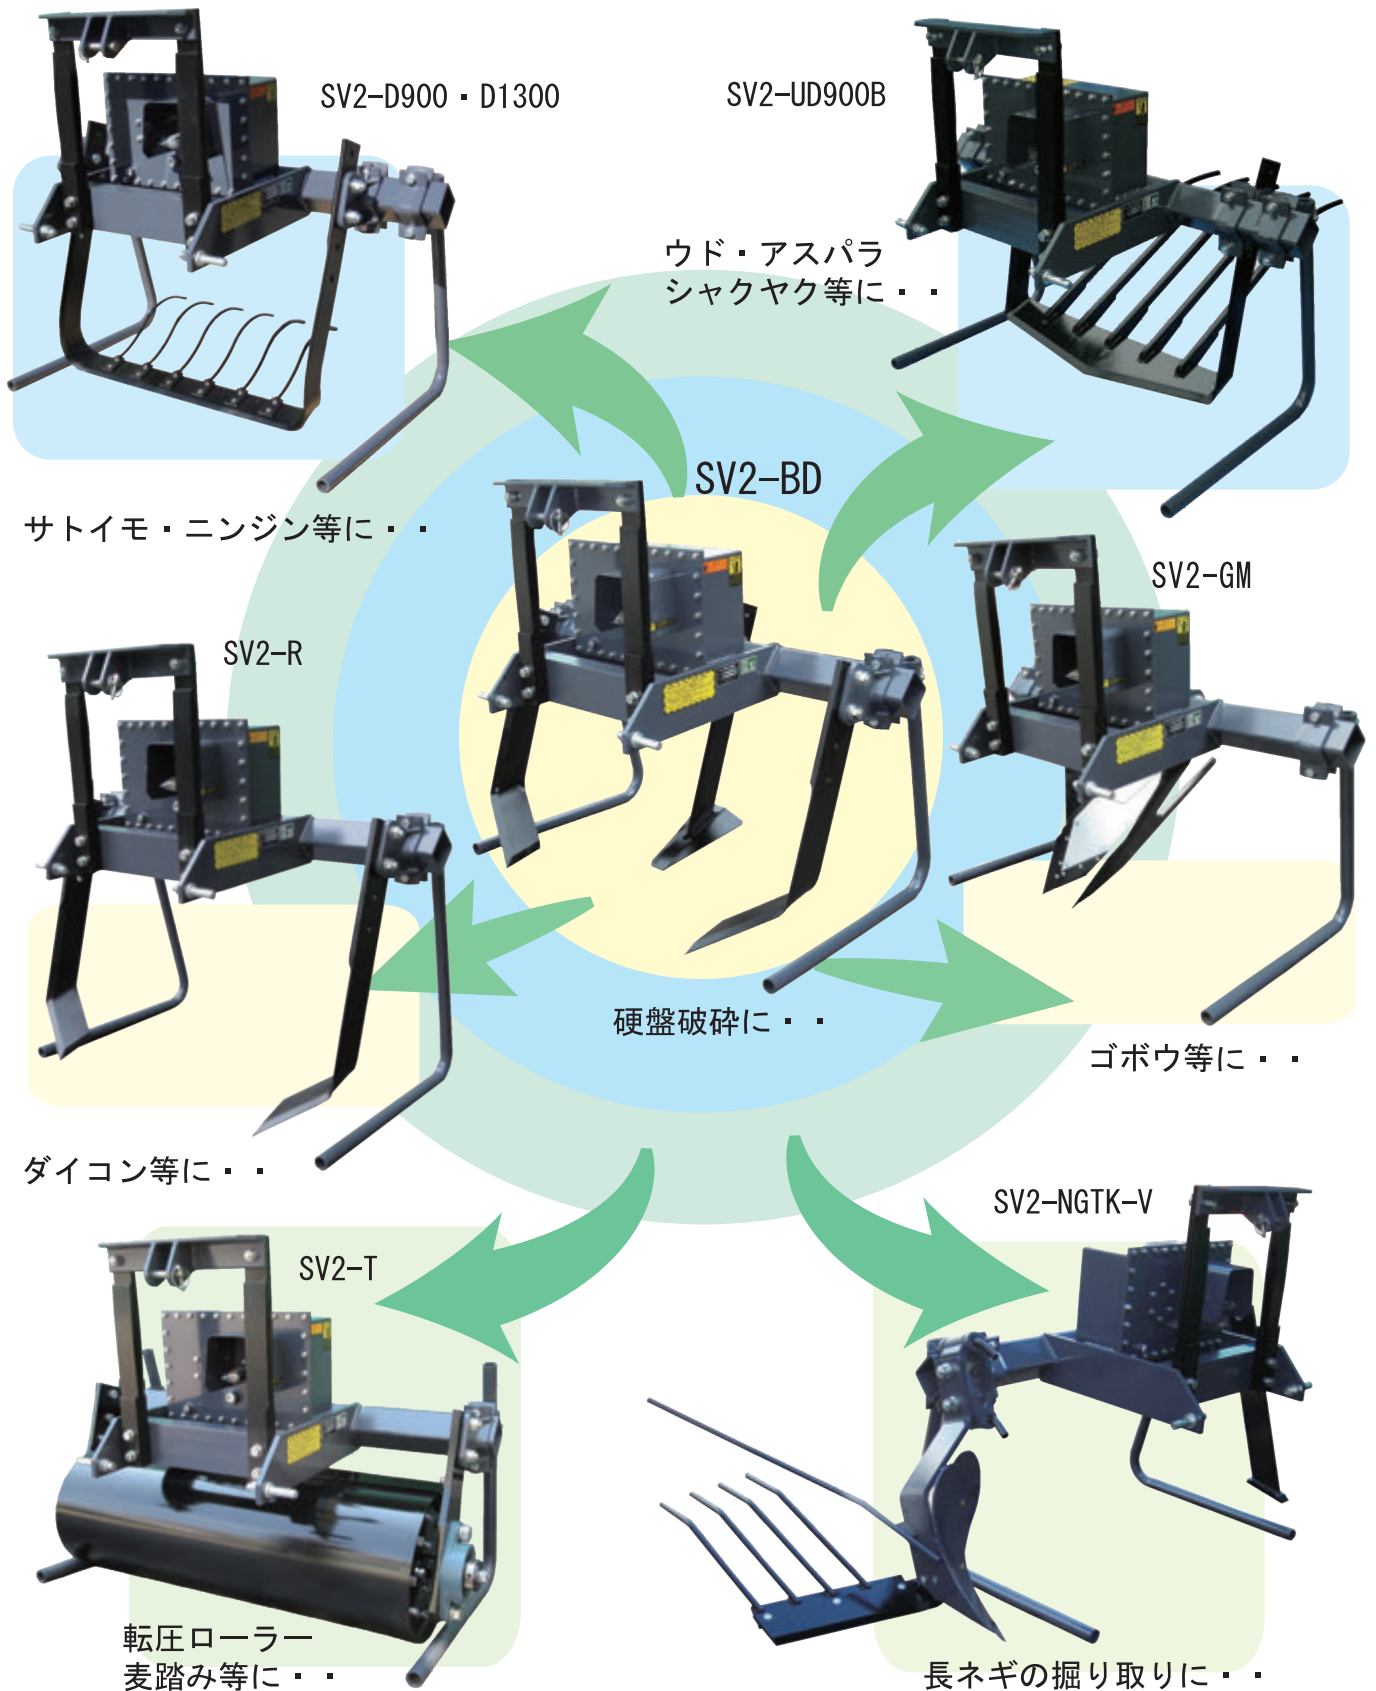 SV2-D900・D1300
サトイモ・ニンジン等に・・
SV2-UD900B
ウド・アスパラ
シャクヤク等に・・
SV2-BD
硬盤破砕に・・
SV2-GM
ゴボウ等に・・
SV2-R
ダイコン等に・・
SV2-T
転圧ローラー
麦踏み等に・・
SV2-NGTK-V
長ネギの掘り取りに・・